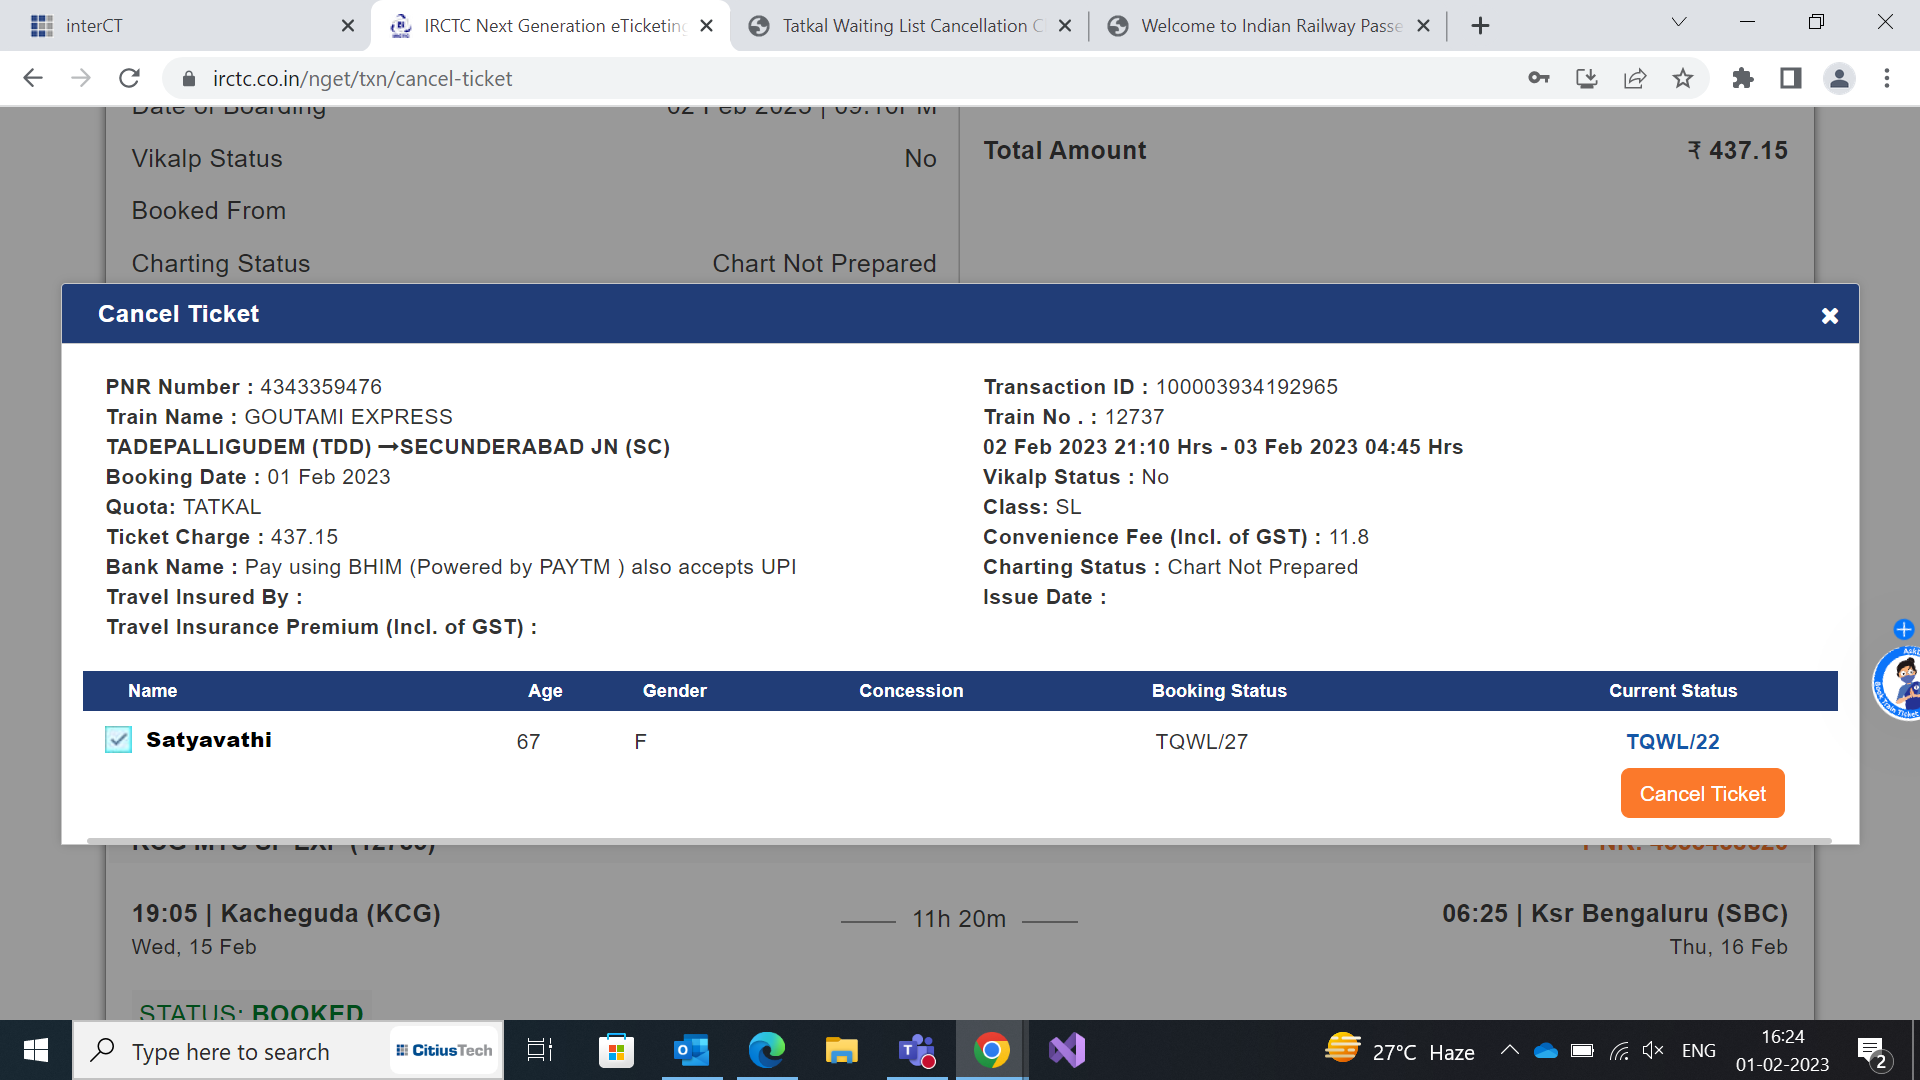 interCT
IRCTC Next Generation eTicketing
Tatkal Waiting List Cancellation C
Welcome to Indian Railway Passe
irctc.co.in/nget/txn/cancel-ticket
Date of Boarding 02 Feb 2023 | 09:10PM
Vikalp Status No
Total Amount ₹ 437.15
Booked From
Charting Status Chart Not Prepared
Cancel Ticket
PNR Number : 4343359476
Transaction ID : 100003934192965
Train Name : GOUTAMI EXPRESS
Train No . : 12737
TADEPALLIGUDEM (TDD) →SECUNDERABAD JN (SC)
02 Feb 2023 21:10 Hrs - 03 Feb 2023 04:45 Hrs
Booking Date : 01 Feb 2023
Vikalp Status : No
Quota: TATKAL
Class: SL
Ticket Charge : 437.15
Convenience Fee (Incl. of GST) : 11.8
Bank Name : Pay using BHIM (Powered by PAYTM ) also accepts UPI
Charting Status : Chart Not Prepared
Travel Insured By :
Issue Date :
Travel Insurance Premium (Incl. of GST) :
Name Age Gender Concession Booking Status Current Status
Satyavathi 67 F TQWL/27 TQWL/22
Cancel Ticket
19:05 | Kacheguda (KCG) 11h 20m 06:25 | Ksr Bengaluru (SBC)
Wed, 15 Feb Thu, 16 Feb
STATUS: BOOKED
Type here to search
CitiusTech
27°C Haze
ENG
16:24
01-02-2023
2